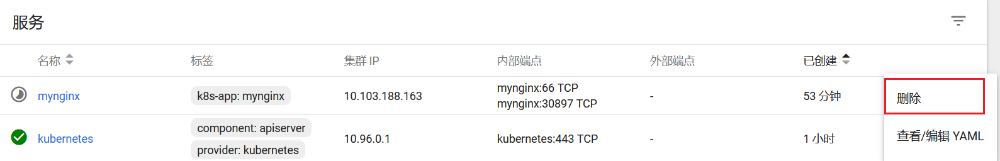 服务
名称 标签 集群 IP 内部端点 外部端点 已创建
mynginx k8s-app: mynginx 10.103.188.163 mynginx:66 TCP - 53 分钟
mynginx:30897 TCP
删除
kubernetes component: apiserver 10.96.0.1 kubernetes:443 TCP - 1 小时
provider: kubernetes
查看/编辑 YAML